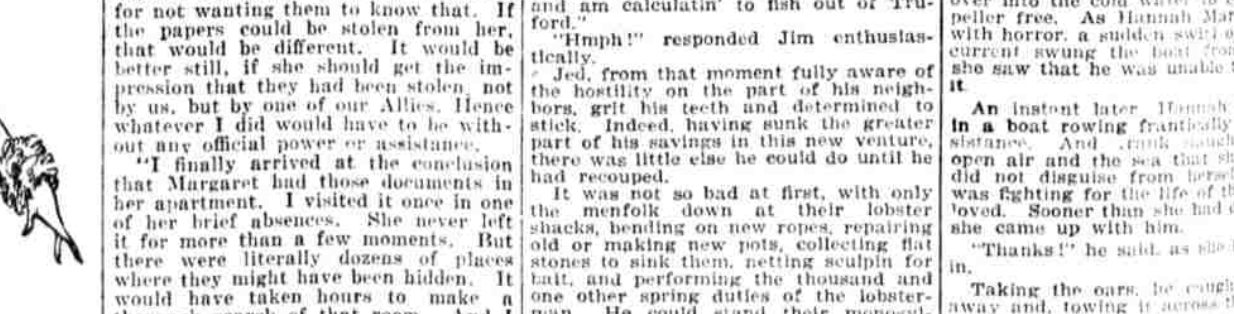 for not wanting them to know that. If
the papers could be stolen from her,
that would be different. It would be
better still, if she should get the im-
pression that they had been stolen, not
by us, but by one of our Allies. Hence
whatever I did would have to be with-
out any official power or assistance.
"I finally arrived at the conclusion
that Margaret had those documents in
her apartment. I visited it once in one
of her brief absences. She never left
it for more than a few moments. But
there were literally dozens of places
where they might have been hidden. It
would have taken hours to make a
search of that room. And I
and am calculatin' to fish out of Tru-
ford."
"Hmph!" responded Jim enthusias-
tically.
Jed, from that moment fully aware of
the hostility on the part of his neigh-
bors, grit his teeth and determined to
stick. Indeed, having sunk the greater
part of his savings in this new venture,
there was little else he could do until he
had recouped.
It was not so bad at first, with only
the menfolk down at their lobster
shacks, bending on new ropes, repairing
old or making new pots, collecting flat
stones to sink them, netting sculpin for
bait, and performing the thousand and
one other spring duties of the lobster-
man. He could stand their
over into the cold
peller free. As Hannah
with horror, a sudden swirl
current swung the boat
she saw that he was unable
it.
An instant later Hannah
in a boat rowing frantically
sistance. And
open air and the sea that
did not disguise from
was fighting for the life of
loved. Sooner than she had
she came up with him.
"Thanks!" he said, as she
in.
Taking the oars, he
away and, towing it across